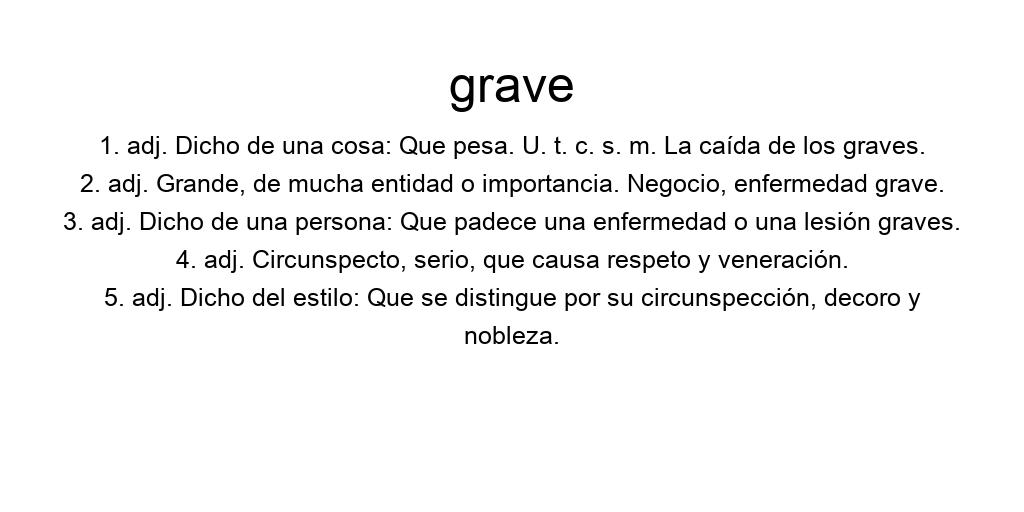 grave
1. adj. Dicho de una cosa: Que pesa. U. t. c. s. m. La caída de los graves.
2. adj. Grande, de mucha entidad o importancia. Negocio, enfermedad grave.
3. adj. Dicho de una persona: Que padece una enfermedad o una lesión graves.
4. adj. Circunspecto, serio, que causa respeto y veneración.
5. adj. Dicho del estilo: Que se distingue por su circunspección, decoro y
nobleza.